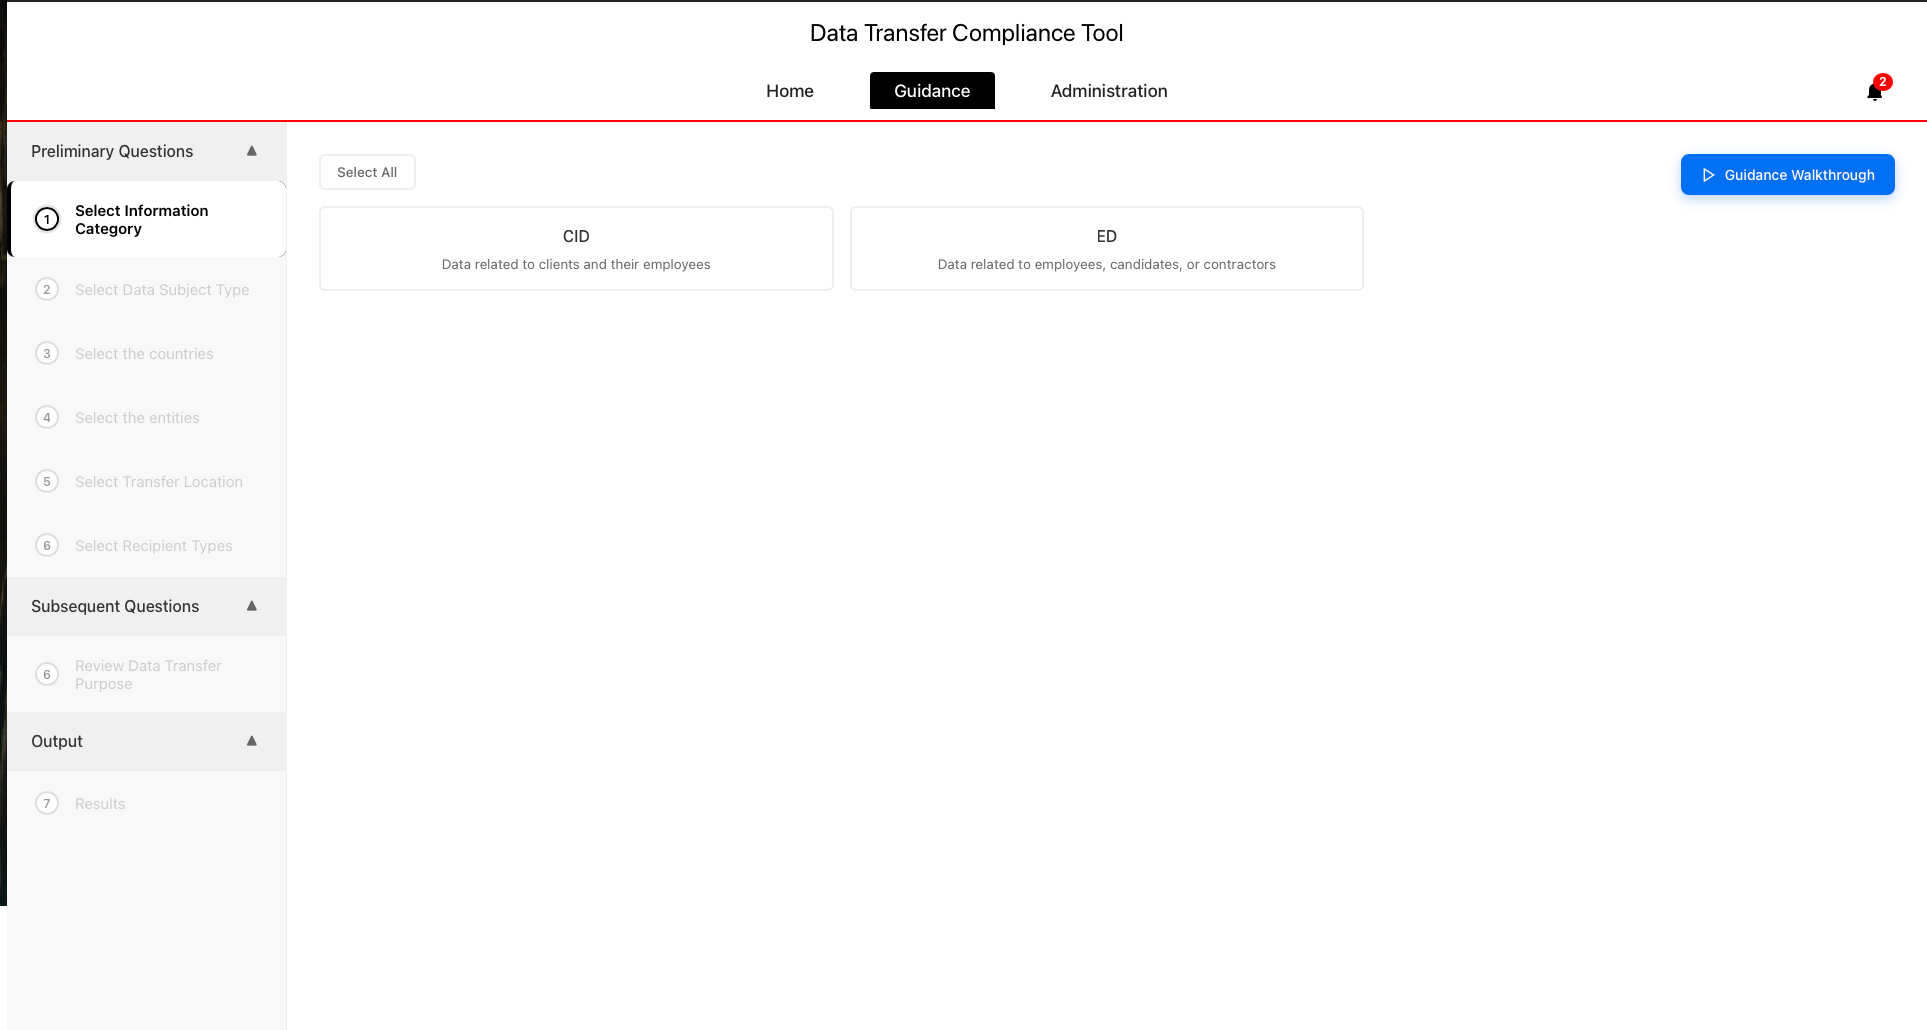 Data Transfer Compliance Tool
Home
Guidance
Administration
2
Preliminary Questions
1
Select Information
Category
2
Select Data Subject Type
3
Select the countries
4
Select the entities
5
Select Transfer Location
6
Select Recipient Types
Subsequent Questions
6
Review Data Transfer
Purpose
Output
7
Results
Select All
Guidance Walkthrough
CID
Data related to clients and their employees
ED
Data related to employees, candidates, or contractors